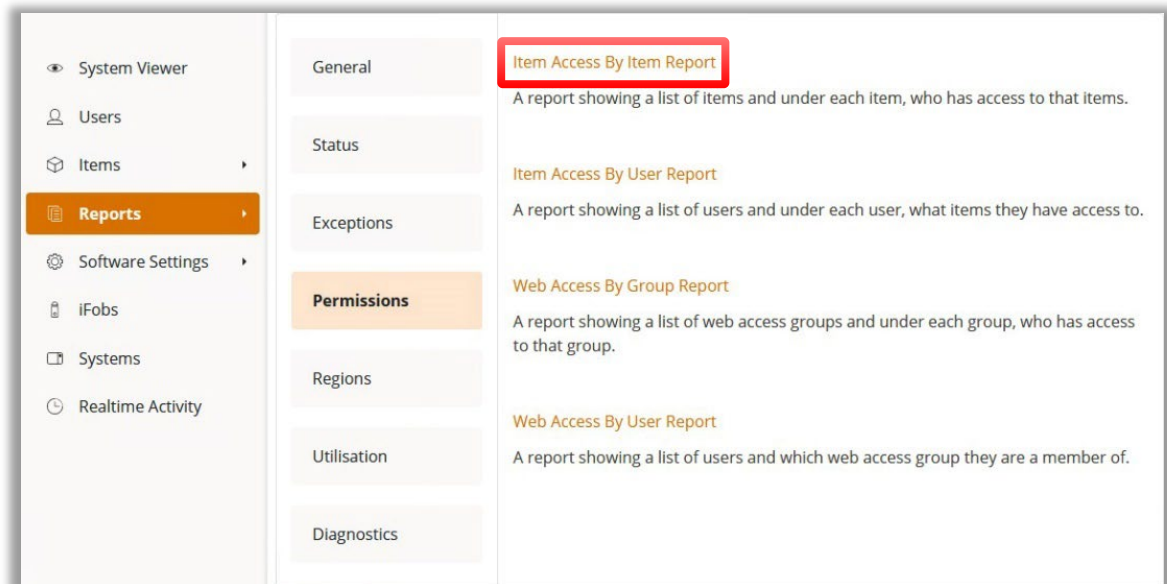 System Viewer
Users
Items
Reports
Software Settings
iFobs
Systems
Realtime Activity
General
Status
Exceptions
Permissions
Regions
Utilisation
Diagnostics
Item Access By Item Report
A report showing a list of items and under each item, who has access to that items.
Item Access By User Report
A report showing a list of users and under each user, what items they have access to.
Web Access By Group Report
A report showing a list of web access groups and under each group, who has access
to that group.
Web Access By User Report
A report showing a list of users and which web access group they are a member of.